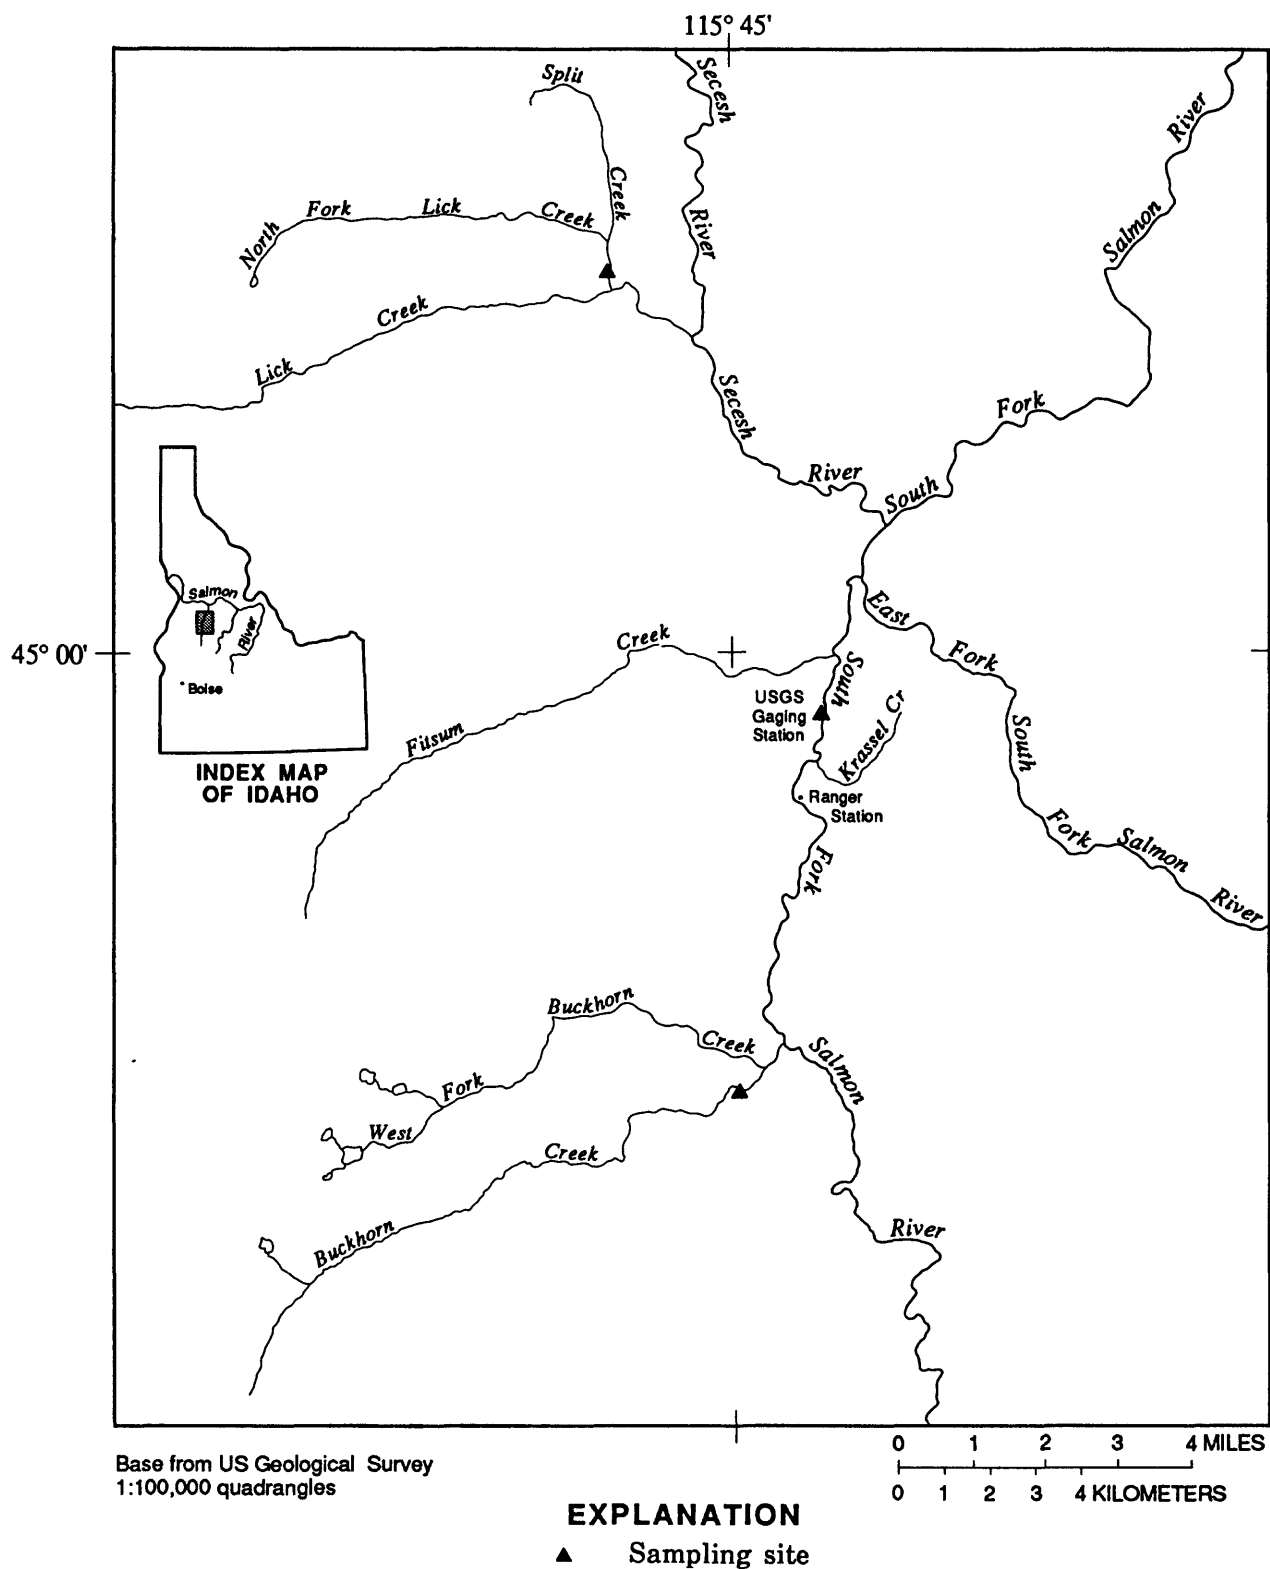 115° 45'
Split
Creek
Secesh
River
River
Salmon
North Fork Lick Creek
Lick Creek
Secesh
River
South Fork
Salmon
River
45° 00'
Boise
INDEX MAP
OF IDAHO
East
Fork
South
Fork
Salmon
River
Fitsum Creek
South
USGS
Gaging
Station
Krassel Cr
Ranger
Station
Fork
Salmon
River
West Fork Buckhorn Creek
Buckhorn Creek
0 1 2 3 4 MILES
0 1 2 3 4 KILOMETERS
Base from US Geological Survey
1:100,000 quadrangles
EXPLANATION
Sampling site